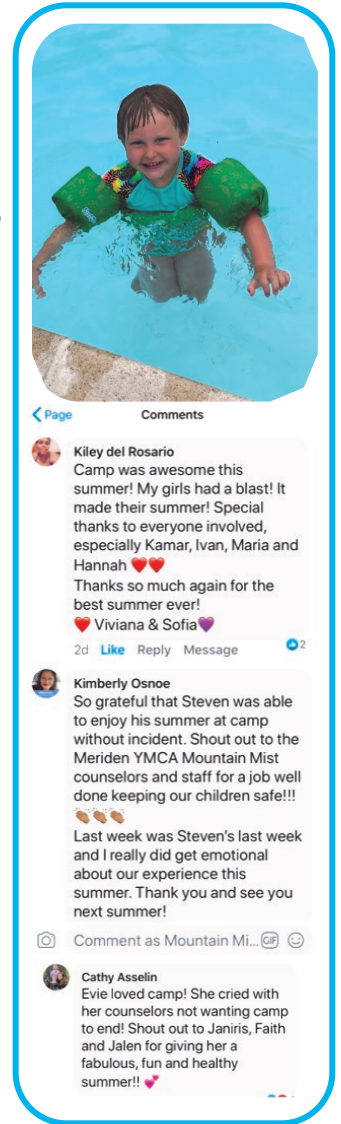 Page
Comments
Kiley del Rosario
Camp was awesome this
summer! My girls had a blast! It
made their summer! Special
thanks to everyone involved,
especially Kamar, Ivan, Maria and
Hannah ❤️❤️
Thanks so much again for the
best summer ever!
❤️ Viviana & Sofia💜
2d Like Reply Message 2
Kimberly Osnoe
So grateful that Steven was able
to enjoy his summer at camp
without incident. Shout out to the
Meriden YMCA Mountain Mist
counselors and staff for a job well
done keeping our children safe!!!
👏🏽👏🏽👏🏽
Last week was Steven's last week
and I really did get emotional
about our experience this
summer. Thank you and see you
next summer!
Comment as Mountain Mi... GIF
Cathy Asselin
Evie loved camp! She cried with
her counselors not wanting camp
to end! Shout out to Janiris, Faith
and Jalen for giving her a
fabulous, fun and healthy
summer!! 💕